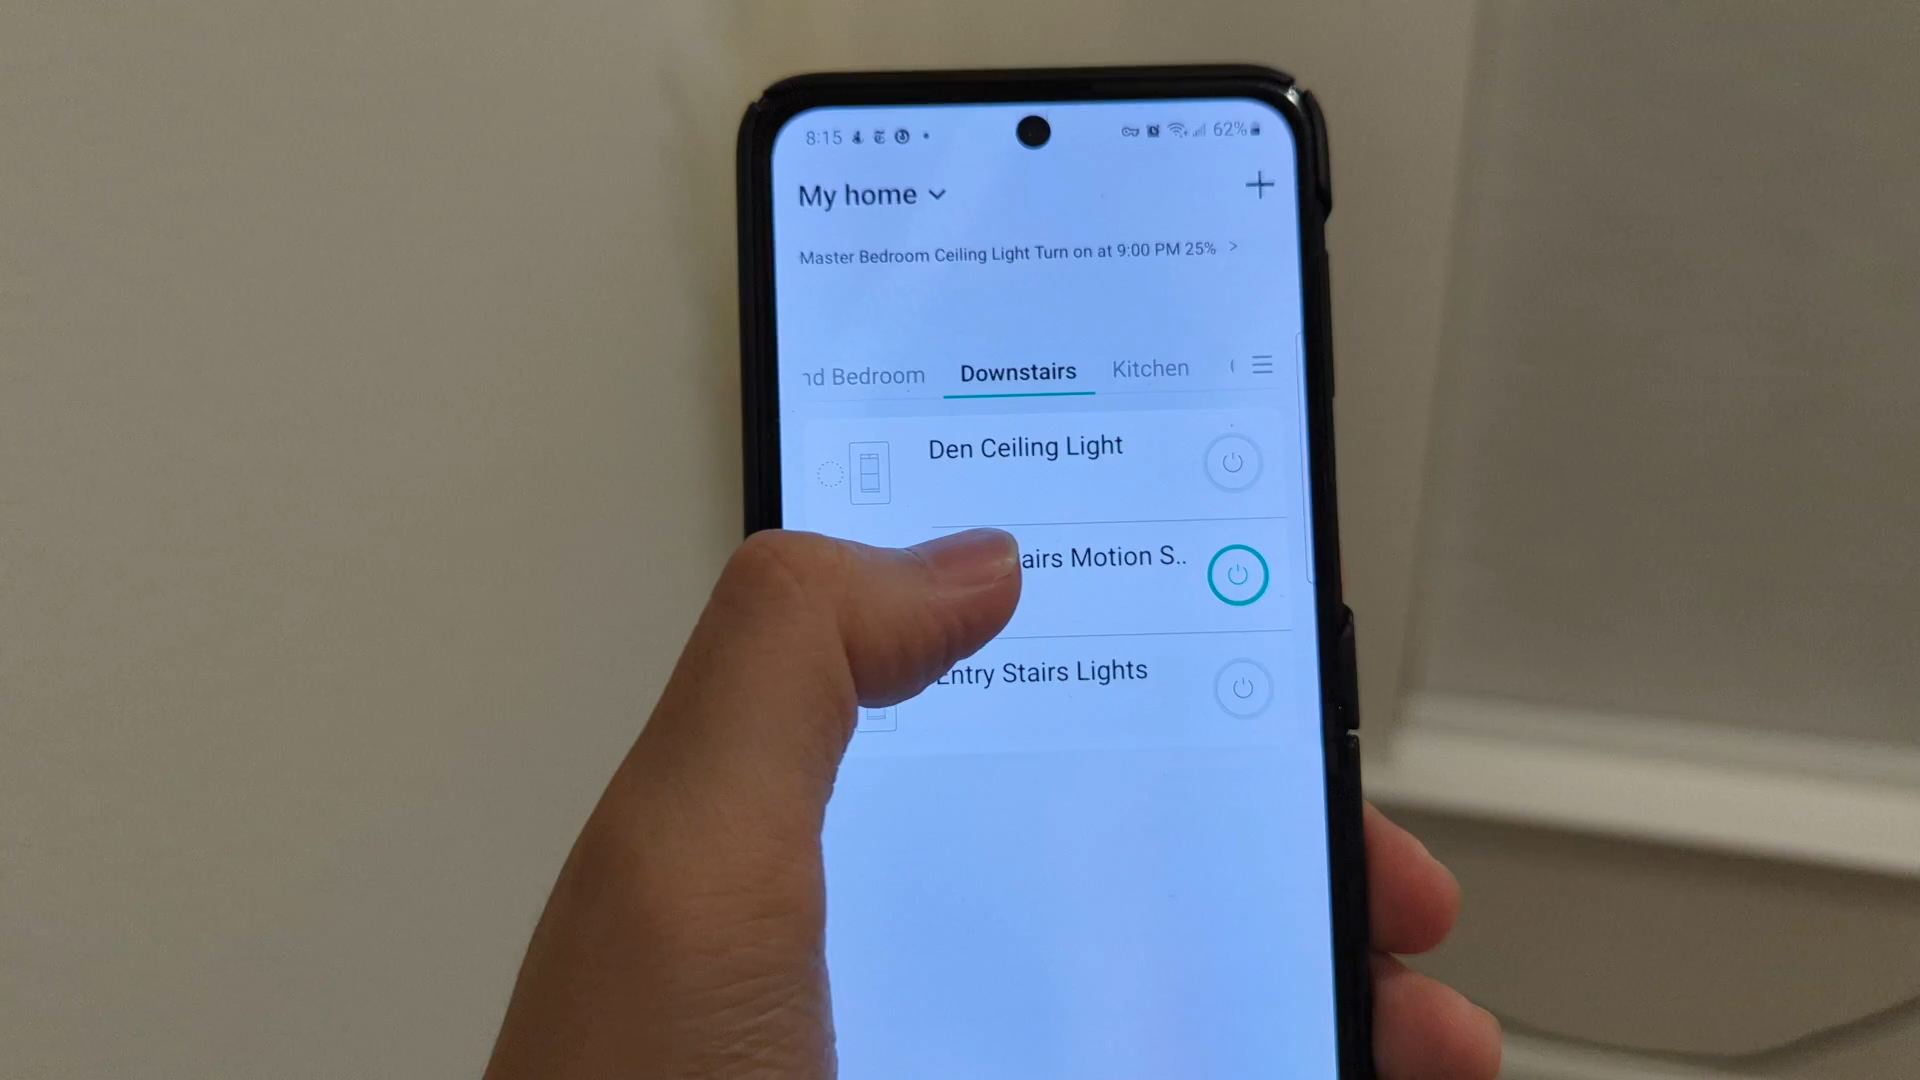 8:15 62%
My home
Master Bedroom Ceiling Light Turn on at 9:00 PM 25% >
nd Bedroom Downstairs Kitchen
Den Ceiling Light
airs Motion S..
Entry Stairs Lights